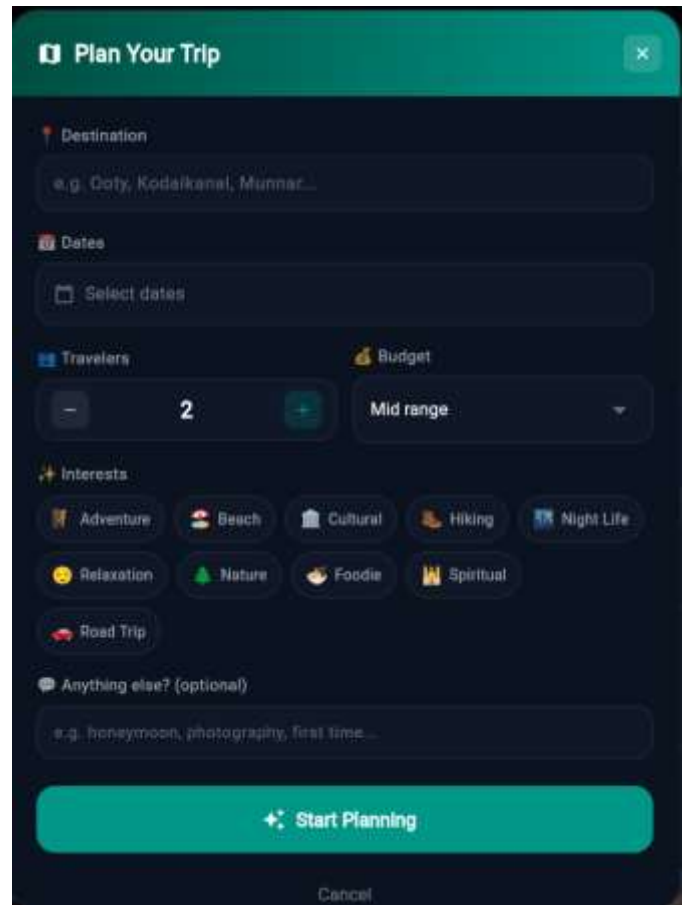 Plan Your Trip
Destination
e.g. Ooty, Kodaikanal, Munnar...
Dates
Select dates
Travelers
Budget
2
Mid range
Interests
Adventure
Beach
Cultural
Hiking
Night Life
Relaxation
Nature
Foodie
Spiritual
Road Trip
Anything else? (optional)
e.g. honeymoon, photography, first time...
Start Planning
Cancel